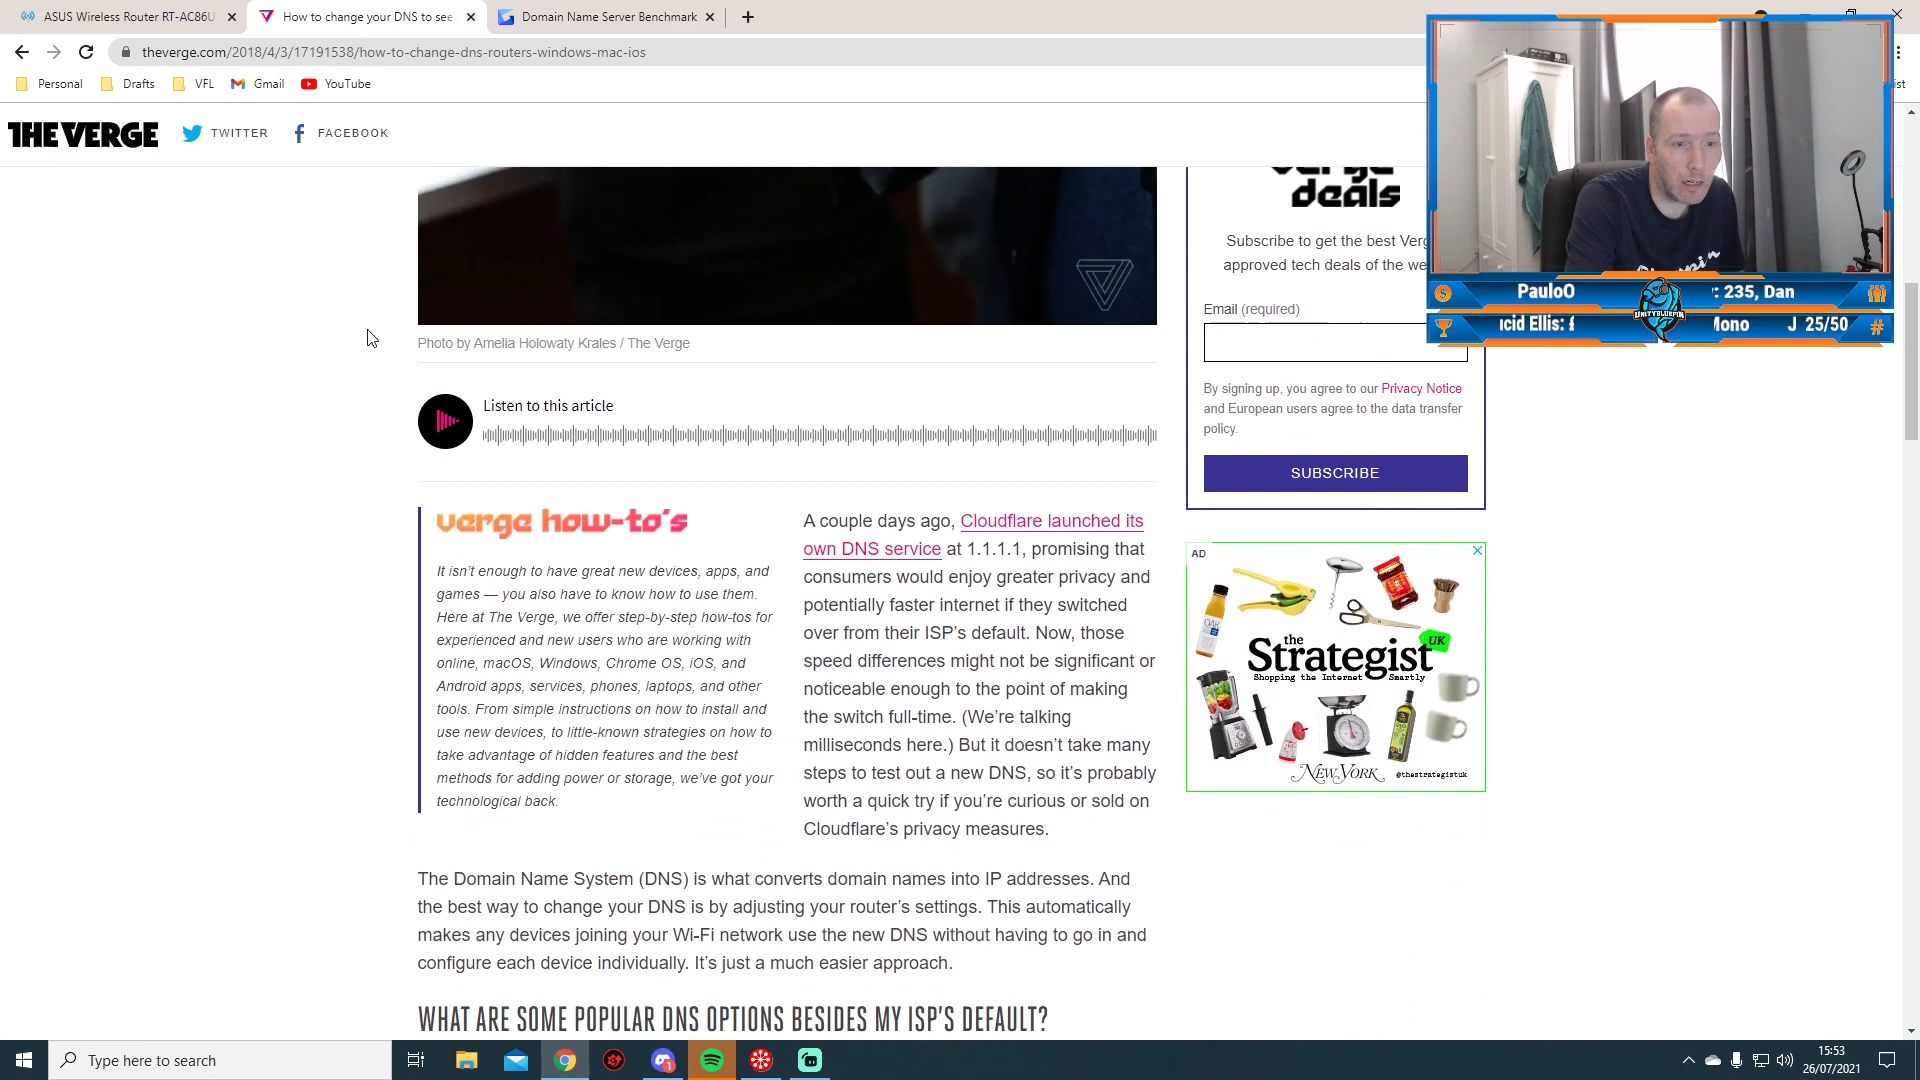 ASUS Wireless Router RT-AC86U
How to change your DNS to see
Domain Name Server Benchmark
theverge.com/2018/4/3/17191538/how-to-change-dns-routers-windows-mac-ios
Personal
Drafts
VFL
Gmail
YouTube
THE VERGE
TWITTER
FACEBOOK
Photo by Amelia Holowaty Krales / The Verge
Listen to this article
verge how-to's
It isn't enough to have great new devices, apps, and
games — you also have to know how to use them.
Here at The Verge, we offer step-by-step how-tos for
experienced and new users who are working with
online, macOS, Windows, Chrome OS, iOS, and
Android apps, services, phones, laptops, and other
tools. From simple instructions on how to install and
use new devices, to little-known strategies on how to
take advantage of hidden features and the best
methods for adding power or storage, we've got your
technological back.
A couple days ago, Cloudflare launched its
own DNS service at 1.1.1.1, promising that
consumers would enjoy greater privacy and
potentially faster internet if they switched
over from their ISP's default. Now, those
speed differences might not be significant or
noticeable enough to the point of making
the switch full-time. (We're talking
milliseconds here.) But it doesn't take many
steps to test out a new DNS, so it's probably
worth a quick try if you're curious or sold on
Cloudflare's privacy measures.
The Domain Name System (DNS) is what converts domain names into IP addresses. And
the best way to change your DNS is by adjusting your router's settings. This automatically
makes any devices joining your Wi-Fi network use the new DNS without having to go in and
configure each device individually. It's just a much easier approach.
WHAT ARE SOME POPULAR DNS OPTIONS BESIDES MY ISP'S DEFAULT?
verge
deals
Subscribe to get the best Verg
approved tech deals of the we
Email (required)
By signing up, you agree to our Privacy Notice
and European users agree to the data transfer
policy.
SUBSCRIBE
AD
the
Strategist
UK
Shopping the Internet Smartly
NEW YORK
@thestrategistuk
PauloO
: 235, Dan
UNITYBLUEPIN
icid Ellis: £
J 25/50
#
Type here to search
15:53
26/07/2021